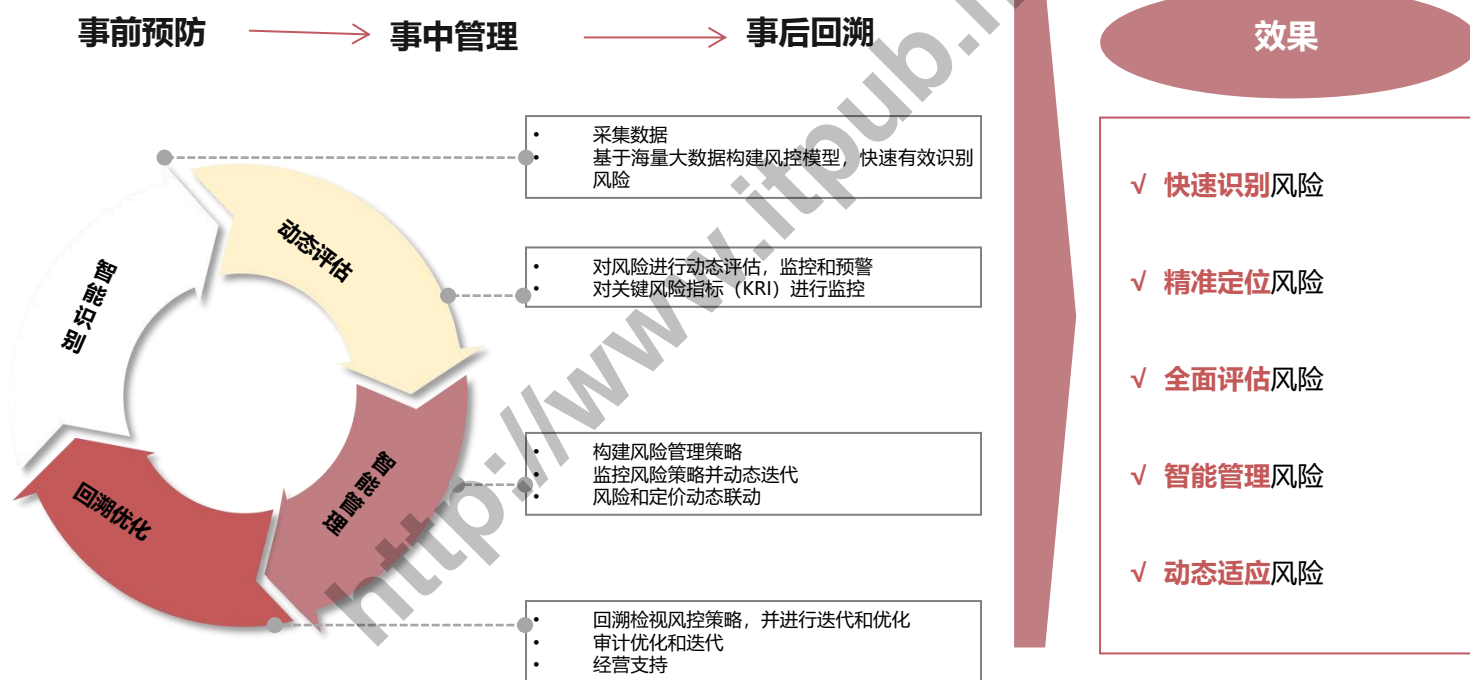 事前预防
事中管理
事后回溯
效果
智能识别
动态评估
智能管理
回溯优化
• 采集数据
• 基于海量大数据构建风控模型，快速有效识别
风险
• 对风险进行动态评估，监控和预警
• 对关键风险指标（KRI）进行监控
• 构建风险管理策略
• 监控风险策略并动态迭代
• 风险和定价动态联动
• 回溯检视风控策略，并进行迭代和优化
• 审计优化和迭代
• 经营支持
√ 快速识别风险
√ 精准定位风险
√ 全面评估风险
√ 智能管理风险
√ 动态适应风险
http://www.itpub.n